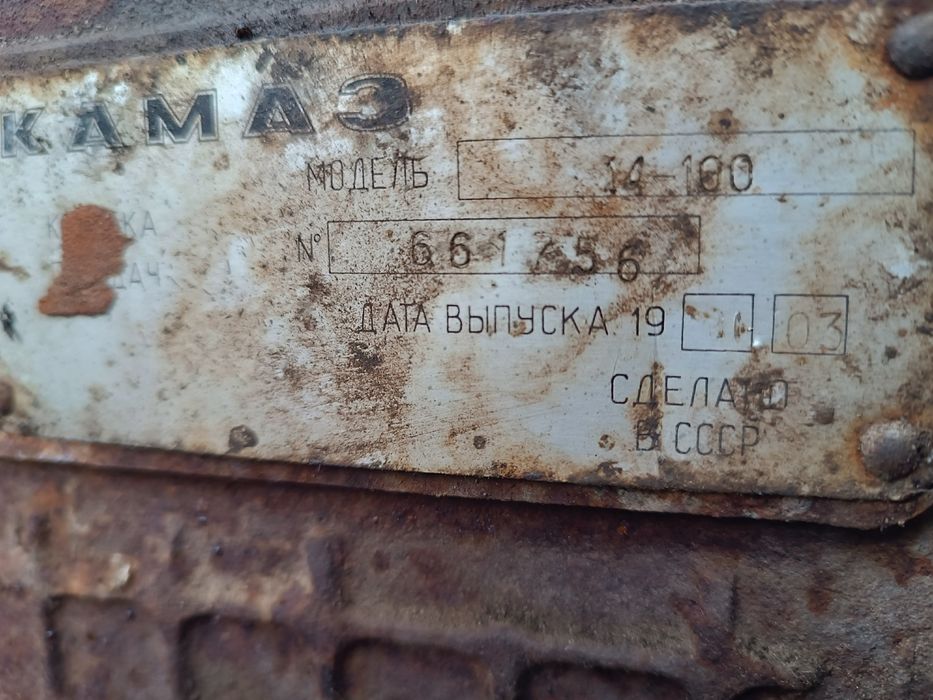 КАМАЗ
МОДЕЛЬ 14-100
№ 661756
ДАТА ВЫПУСКА 19 03
СДЕЛАНО
В СССР